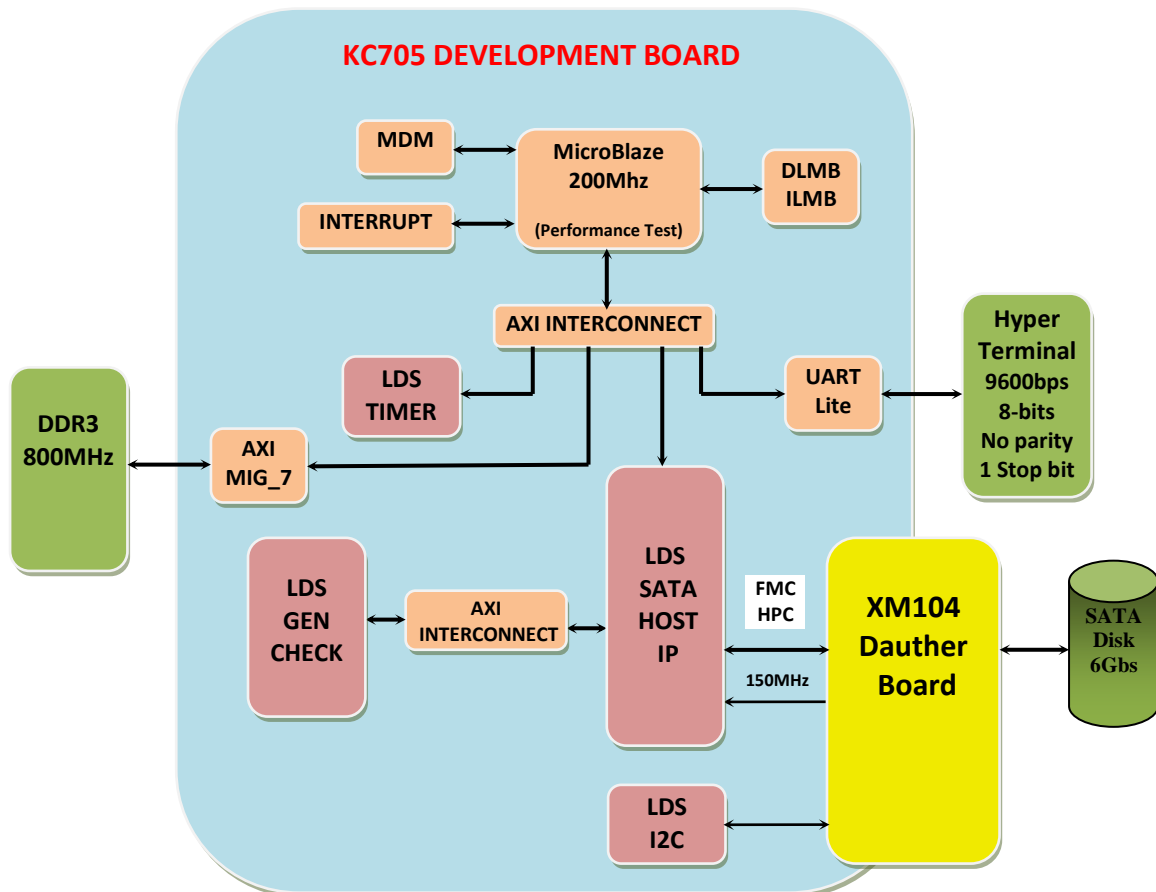 KC705 DEVELOPMENT BOARD
MDM
MicroBlaze
200Mhz
(Performance Test)
DLMB
ILMB
INTERRUPT
AXI INTERCONNECT
LDS
TIMER
UART
Lite
Hyper
Terminal
9600bps
8-bits
No parity
1 Stop bit
DDR3
800MHz
AXI
MIG_7
LDS
GEN
CHECK
AXI
INTERCONNECT
LDS
SATA
HOST
IP
FMC
HPC
150MHz
XM104
Dauther
Board
SATA
Disk
6Gbs
LDS
I2C